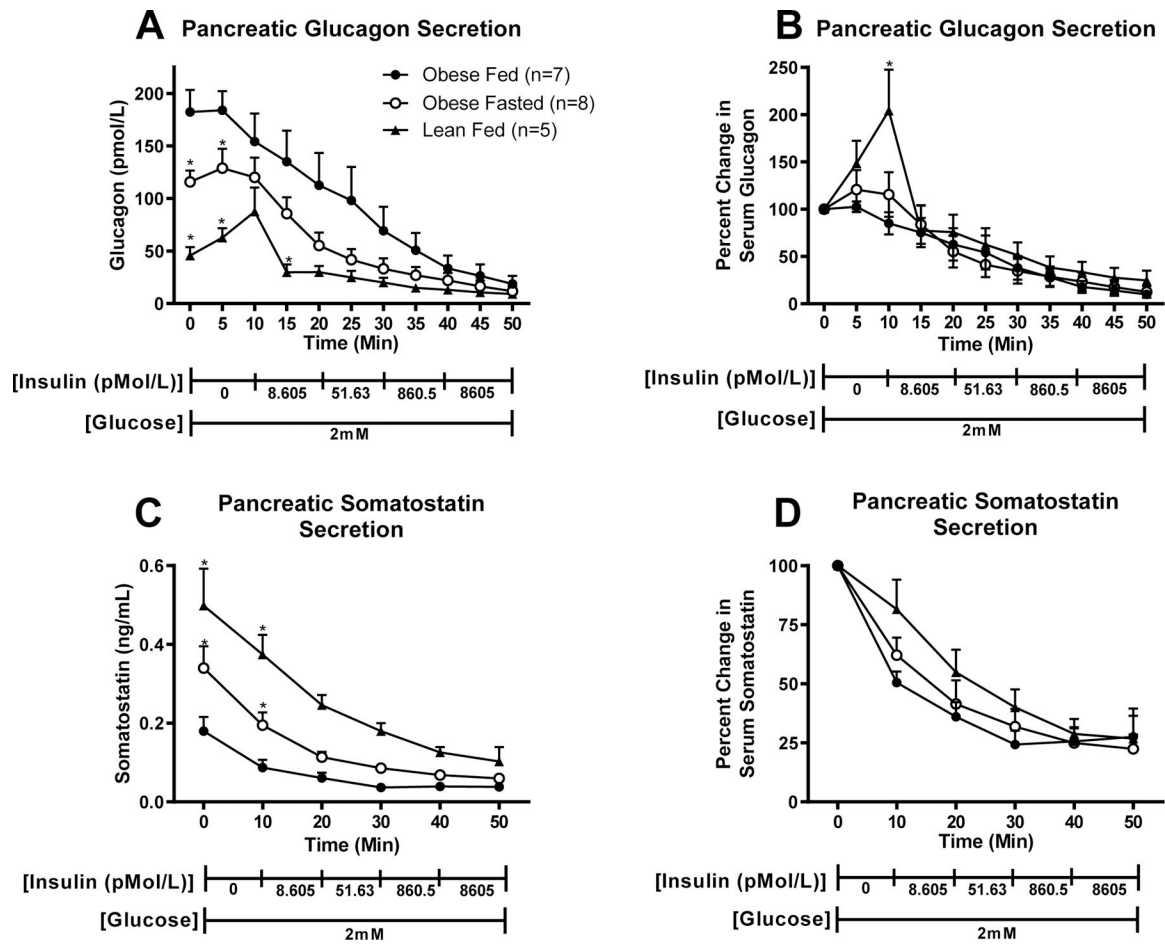 A Pancreatic Glucagon Secretion
Glucagon (pmol/L)
200
150
100
50
0
Obese Fed (n=7)
Obese Fasted (n=8)
Lean Fed (n=5)
* * * * *
0 5 10 15 20 25 30 35 40 45 50
Time (Min)
[Insulin (pMol/L)] 0 8.605 51.63 860.5 8605
[Glucose] 2mM
B Pancreatic Glucagon Secretion
Percent Change in
Serum Glucagon
250
200
150
100
50
0
*
0 5 10 15 20 25 30 35 40 45 50
Time (Min)
[Insulin (pMol/L)] 0 8.605 51.63 860.5 8605
[Glucose] 2mM
C Pancreatic Somatostatin
Secretion
Somatostatin (ng/mL)
0.6
0.4
0.2
0.0
* * * *
0 10 20 30 40 50
Time (Min)
[Insulin (pMol/L)] 0 8.605 51.63 860.5 8605
[Glucose] 2mM
D Pancreatic Somatostatin
Secretion
Percent Change in
Serum Somatostatin
100
75
50
25
0
0 10 20 30 40 50
Time (Min)
[Insulin (pMol/L)] 0 8.605 51.63 860.5 8605
[Glucose] 2mM